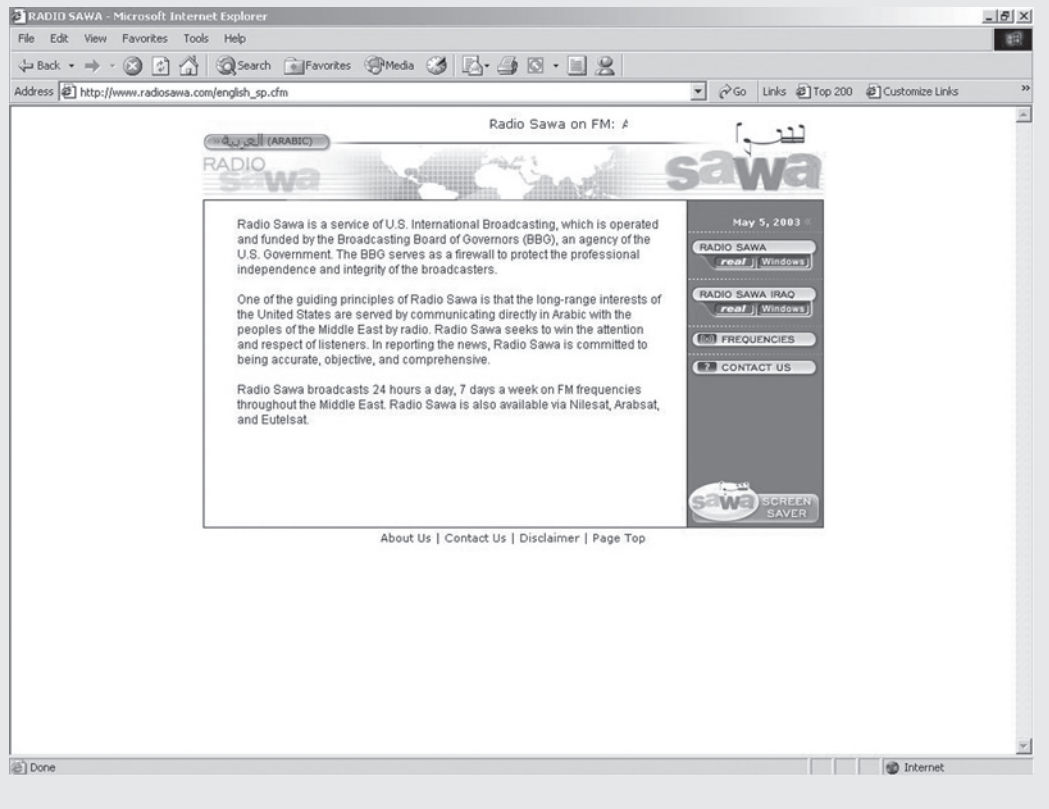 RADIO SAWA - Microsoft Internet Explorer
File Edit View Favorites Tools Help
Back Search Favorites Media
Address http://www.radiosawa.com/english_sp.cfm Go Links Top 200 Customize Links »
Radio Sawa on FM:
العربية (ARABIC)
RADIO
sawa
سوا
sawa
Radio Sawa is a service of U.S. International Broadcasting, which is operated
and funded by the Broadcasting Board of Governors (BBG), an agency of the
U.S. Government. The BBG serves as a firewall to protect the professional
independence and integrity of the broadcasters.
One of the guiding principles of Radio Sawa is that the long-range interests of
the United States are served by communicating directly in Arabic with the
peoples of the Middle East by radio. Radio Sawa seeks to win the attention
and respect of listeners. In reporting the news, Radio Sawa is committed to
being accurate, objective, and comprehensive.
Radio Sawa broadcasts 24 hours a day, 7 days a week on FM frequencies
throughout the Middle East. Radio Sawa is also available via Nilesat, Arabsat,
and Eutelsat.
May 5, 2003
RADIO SAWA
real Windows
RADIO SAWA IRAQ
real Windows
FREQUENCIES
? CONTACT US
sawa SCREEN
SAVER
About Us | Contact Us | Disclaimer | Page Top
Done Internet